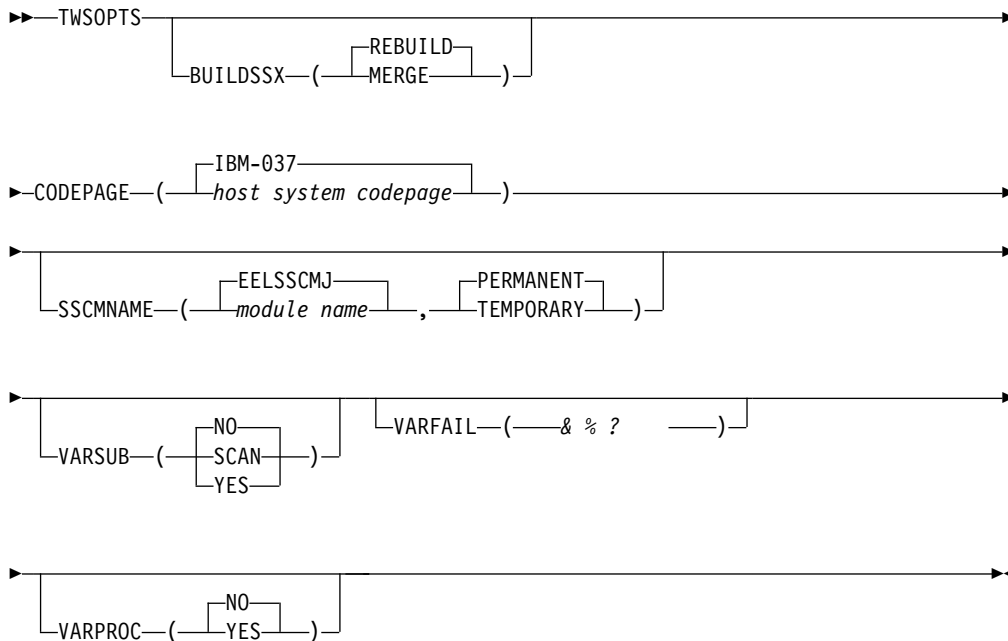 TWSOPTS
REBUILD
BUILDSSX ( MERGE )
IBM-037
CODEPAGE ( host system codepage )
EELSSCMJ PERMANENT
SSCMNAME ( module name , TEMPORARY )
NO VARFAIL ( & % ? )
VARSUB ( SCAN )
YES
NO
VARPROC ( YES )